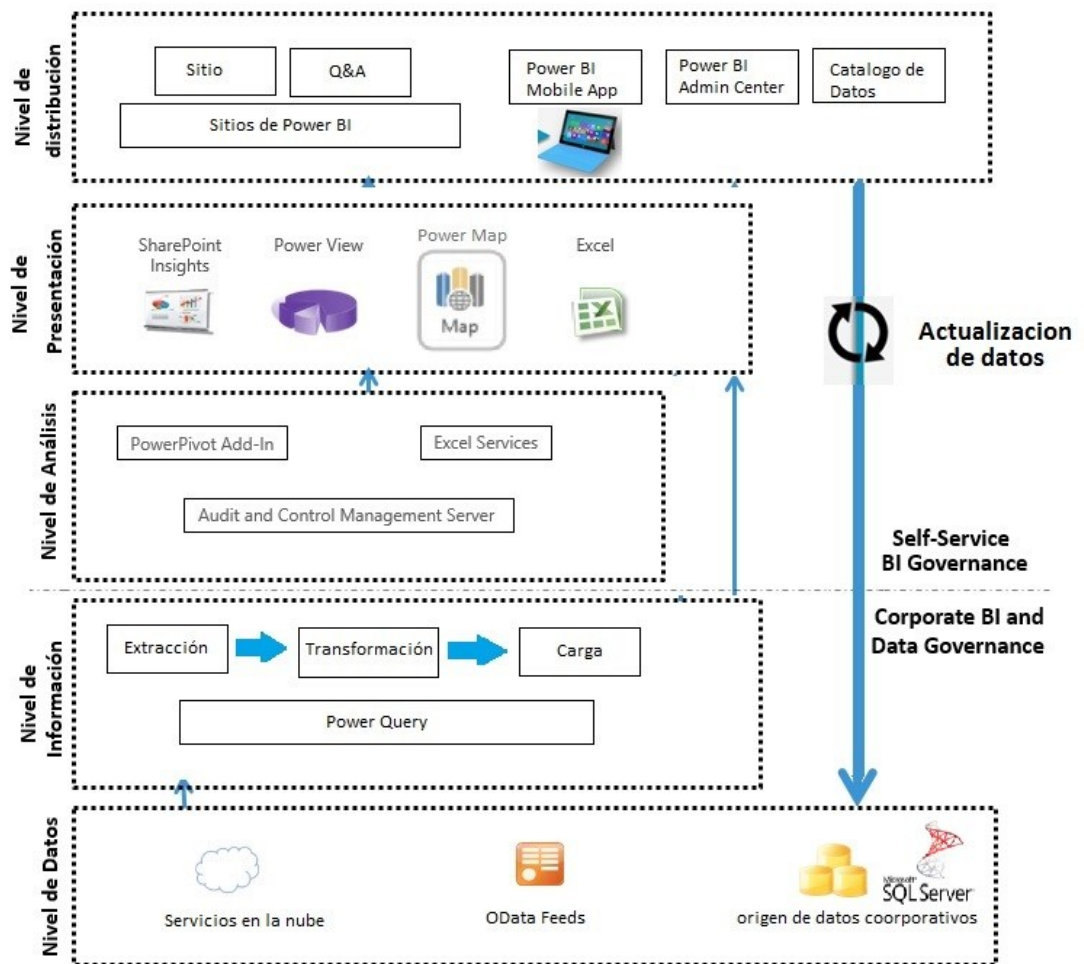 Nivel de
distribución
Sitio
Q&A
Sitios de Power BI
Power BI
Mobile App
Power BI
Admin Center
Catalogo de
Datos
Nivel de
Presentación
SharePoint
Insights
Power View
Power Map
Map
Excel
Actualizacion
de datos
Nivel de Análisis
PowerPivot Add-In
Excel Services
Audit and Control Management Server
Self-Service
BI Governance
Corporate BI and
Data Governance
Nivel de
Información
Extracción
Transformación
Carga
Power Query
Nivel de Datos
Servicios en la nube
OData Feeds
Microsoft
SQL Server
origen de datos coorporativos